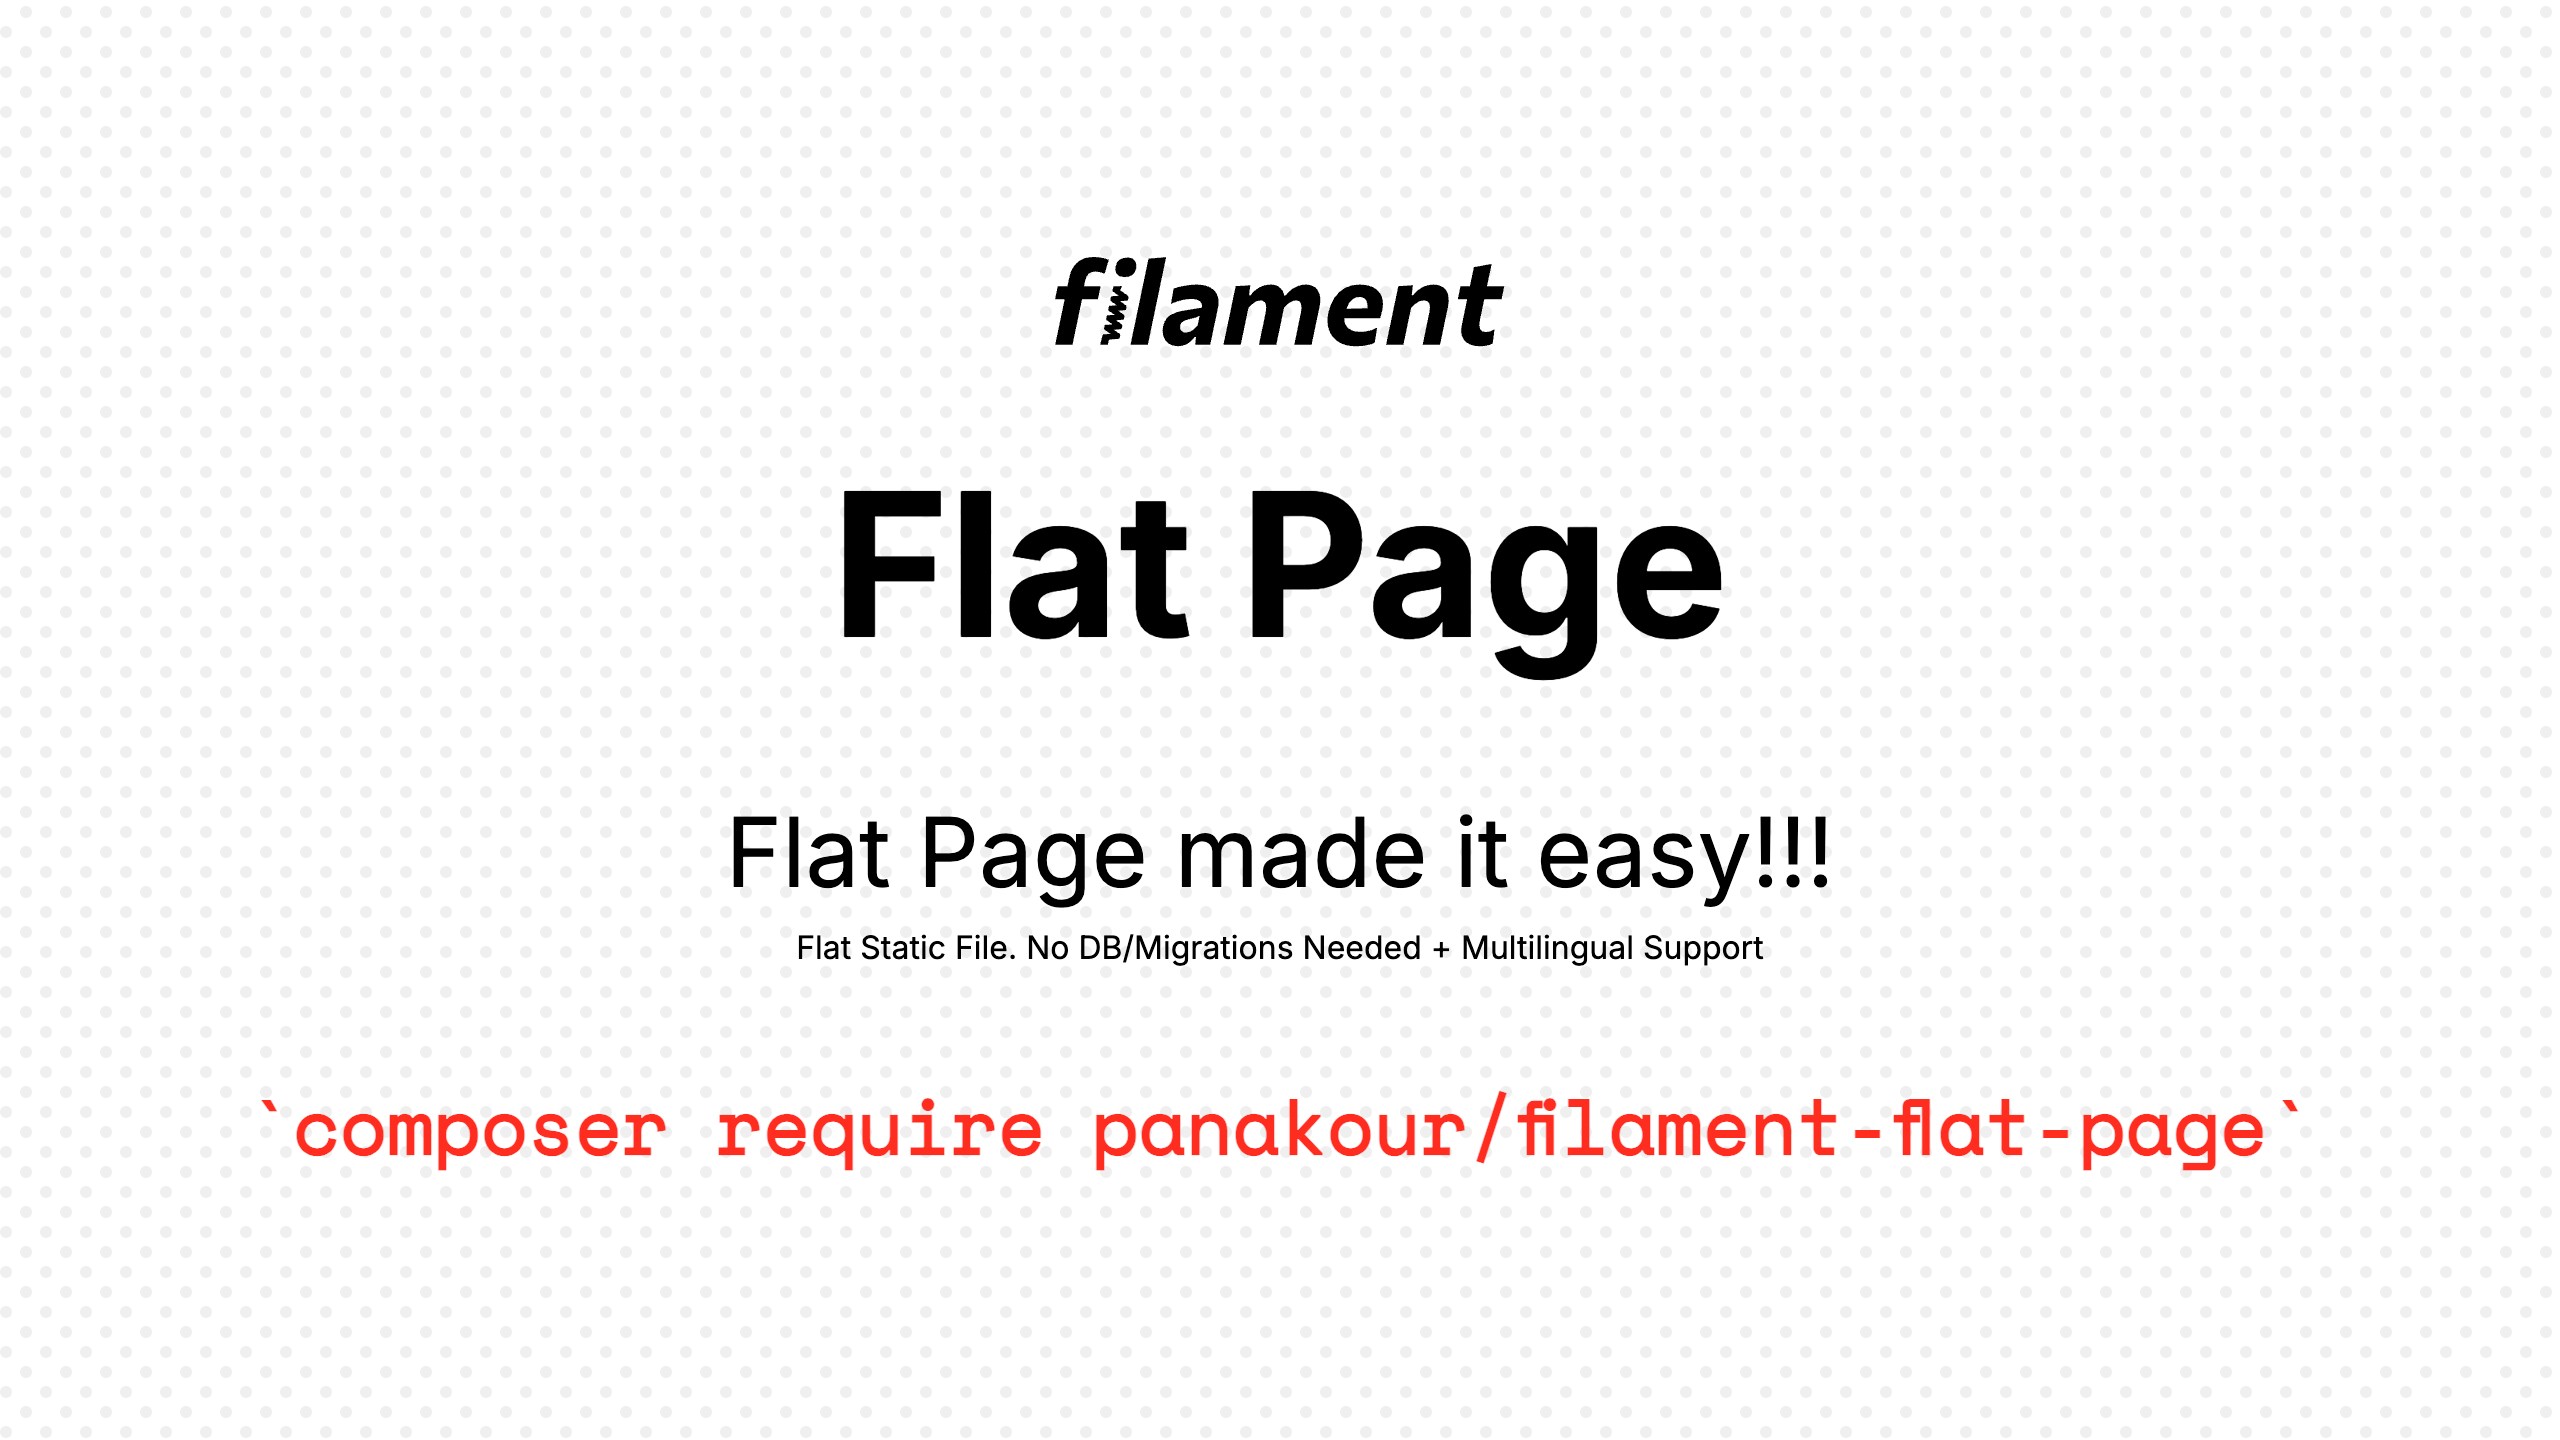 filament
Flat Page
Flat Page made it easy!!!
Flat Static File. No DB/Migrations Needed + Multilingual Support
`composer require panakour/filament-flat-page`